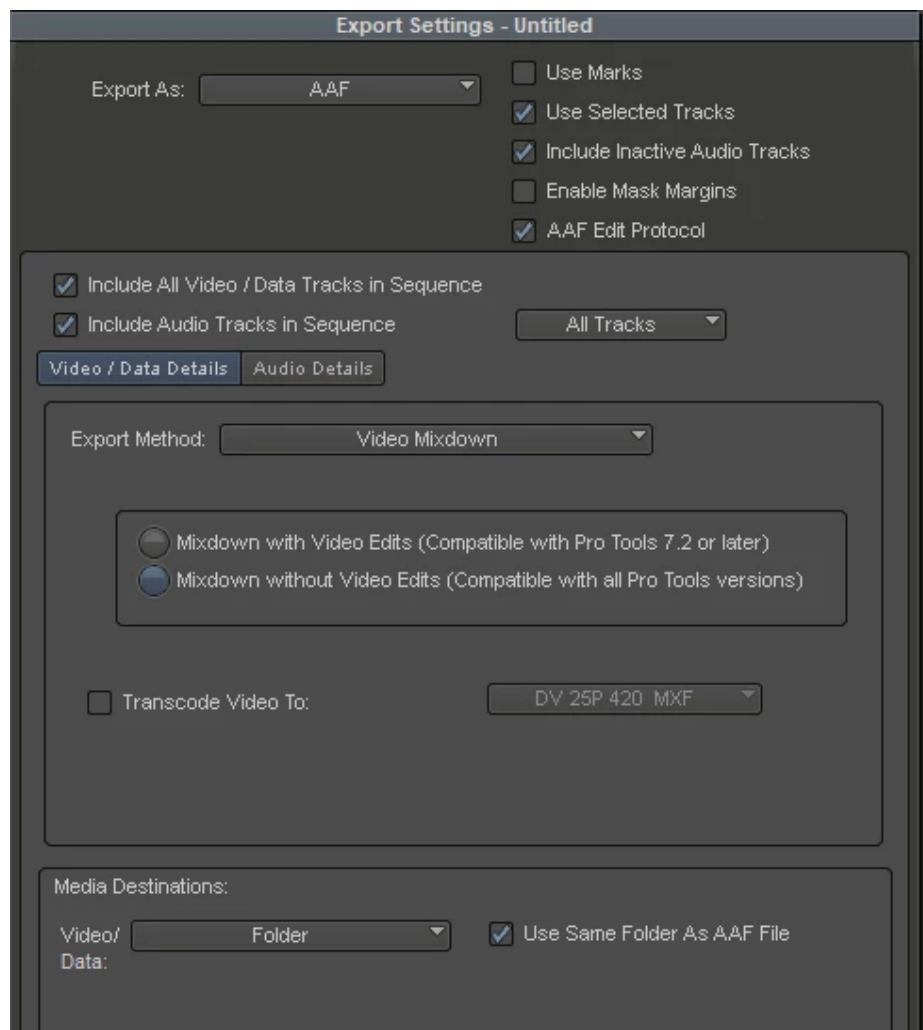 Export Settings - Untitled
Export As: AAF
Use Marks
Use Selected Tracks
Include Inactive Audio Tracks
Enable Mask Margins
AAF Edit Protocol
Include All Video / Data Tracks in Sequence
Include Audio Tracks in Sequence All Tracks
Video / Data Details Audio Details
Export Method: Video Mixdown
Mixdown with Video Edits (Compatible with Pro Tools 7.2 or later)
Mixdown without Video Edits (Compatible with all Pro Tools versions)
Transcode Video To: DV 25P 420 MXF
Media Destinations:
Video/ Folder Use Same Folder As AAF File
Data: